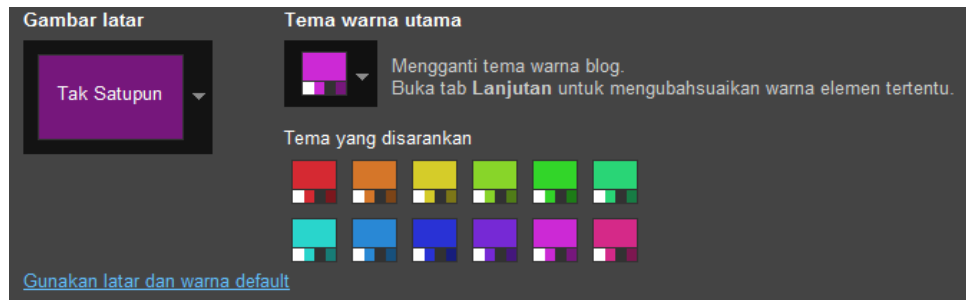 Gambar latar
Tema warna utama
Tak Satupun
Mengganti tema warna blog.
Buka tab Lanjutan untuk mengubahsuaikan warna elemen tertentu.
Tema yang disarankan
Gunakan latar dan warna default